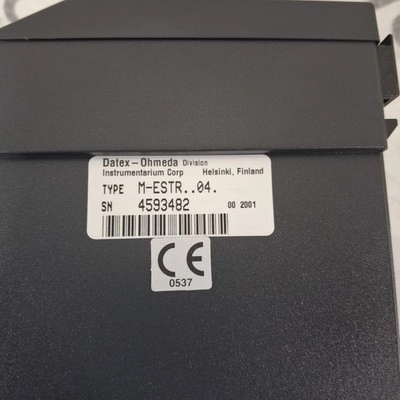 Datex-Ohmeda Division
Instrumentarium Corp Helsinki, Finland
TYPE M-ESTR..04.
SN 4593482 00 2001
CE
0537